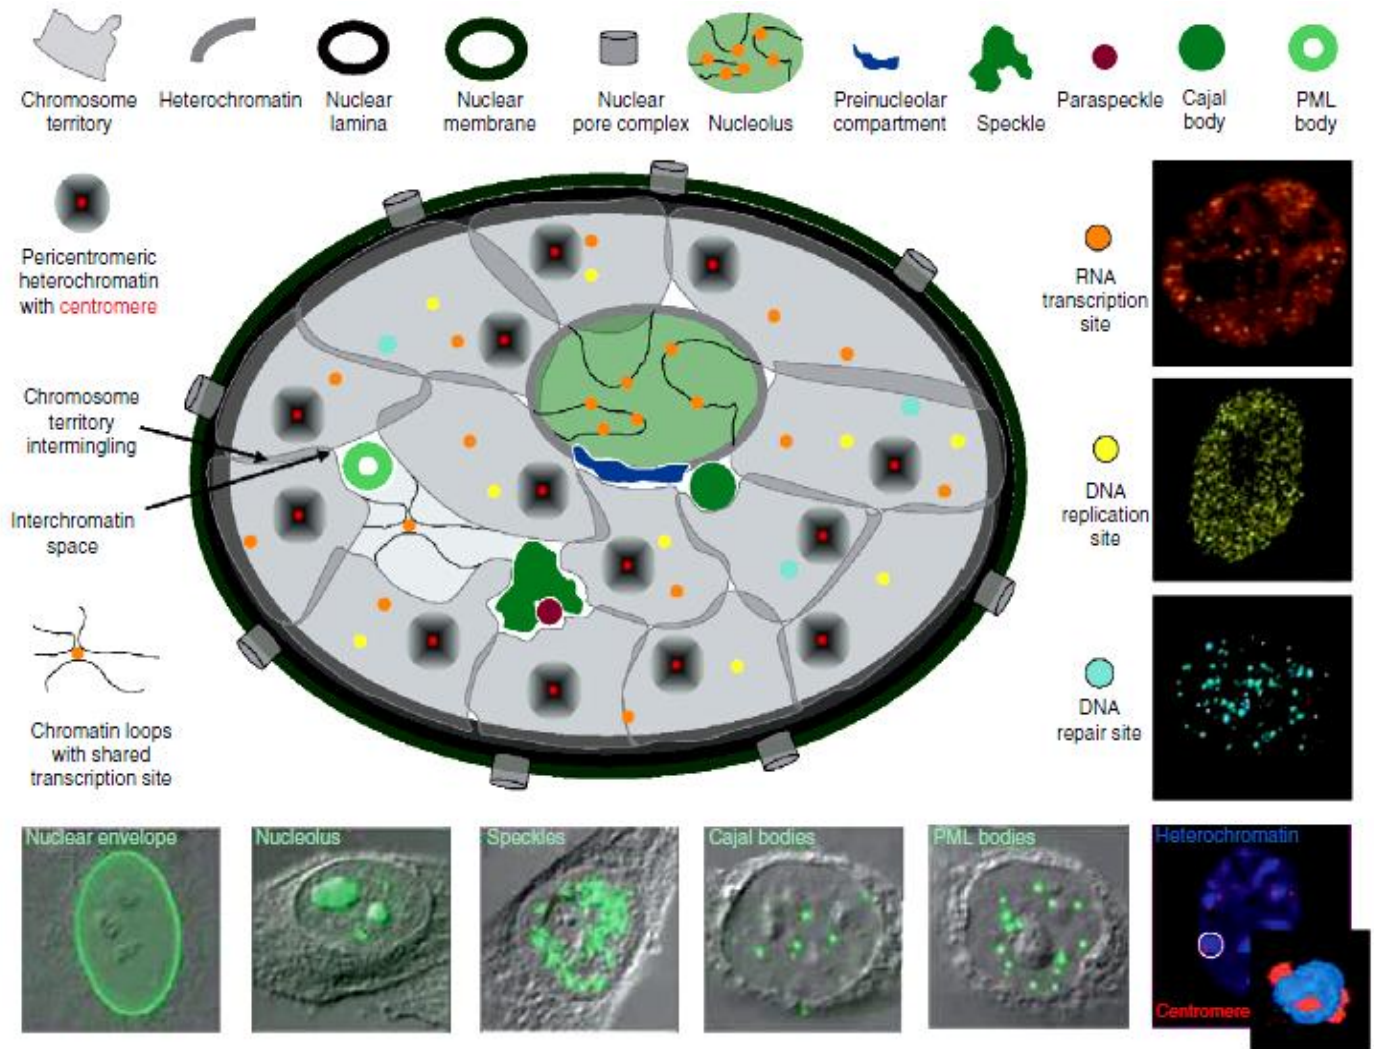 Chromosome
territory
Heterochromatin
Nuclear
lamina
Nuclear
membrane
Nuclear
pore complex
Nucleolus
Preinucleolar
compartment
Speckle
Paraspeckle
Cajal
body
PML
body
Pericentromeric
heterochromatin
with centromere
Chromosome
territory
intermingling
Interchromatin
space
Chromatin loops
with shared
transcription site
RNA
transcription
site
DNA
replication
site
DNA
repair site
Nuclear envelope
Nucleolus
Speckles
Cajal bodies
PML bodies
Heterochromatin
Centromere